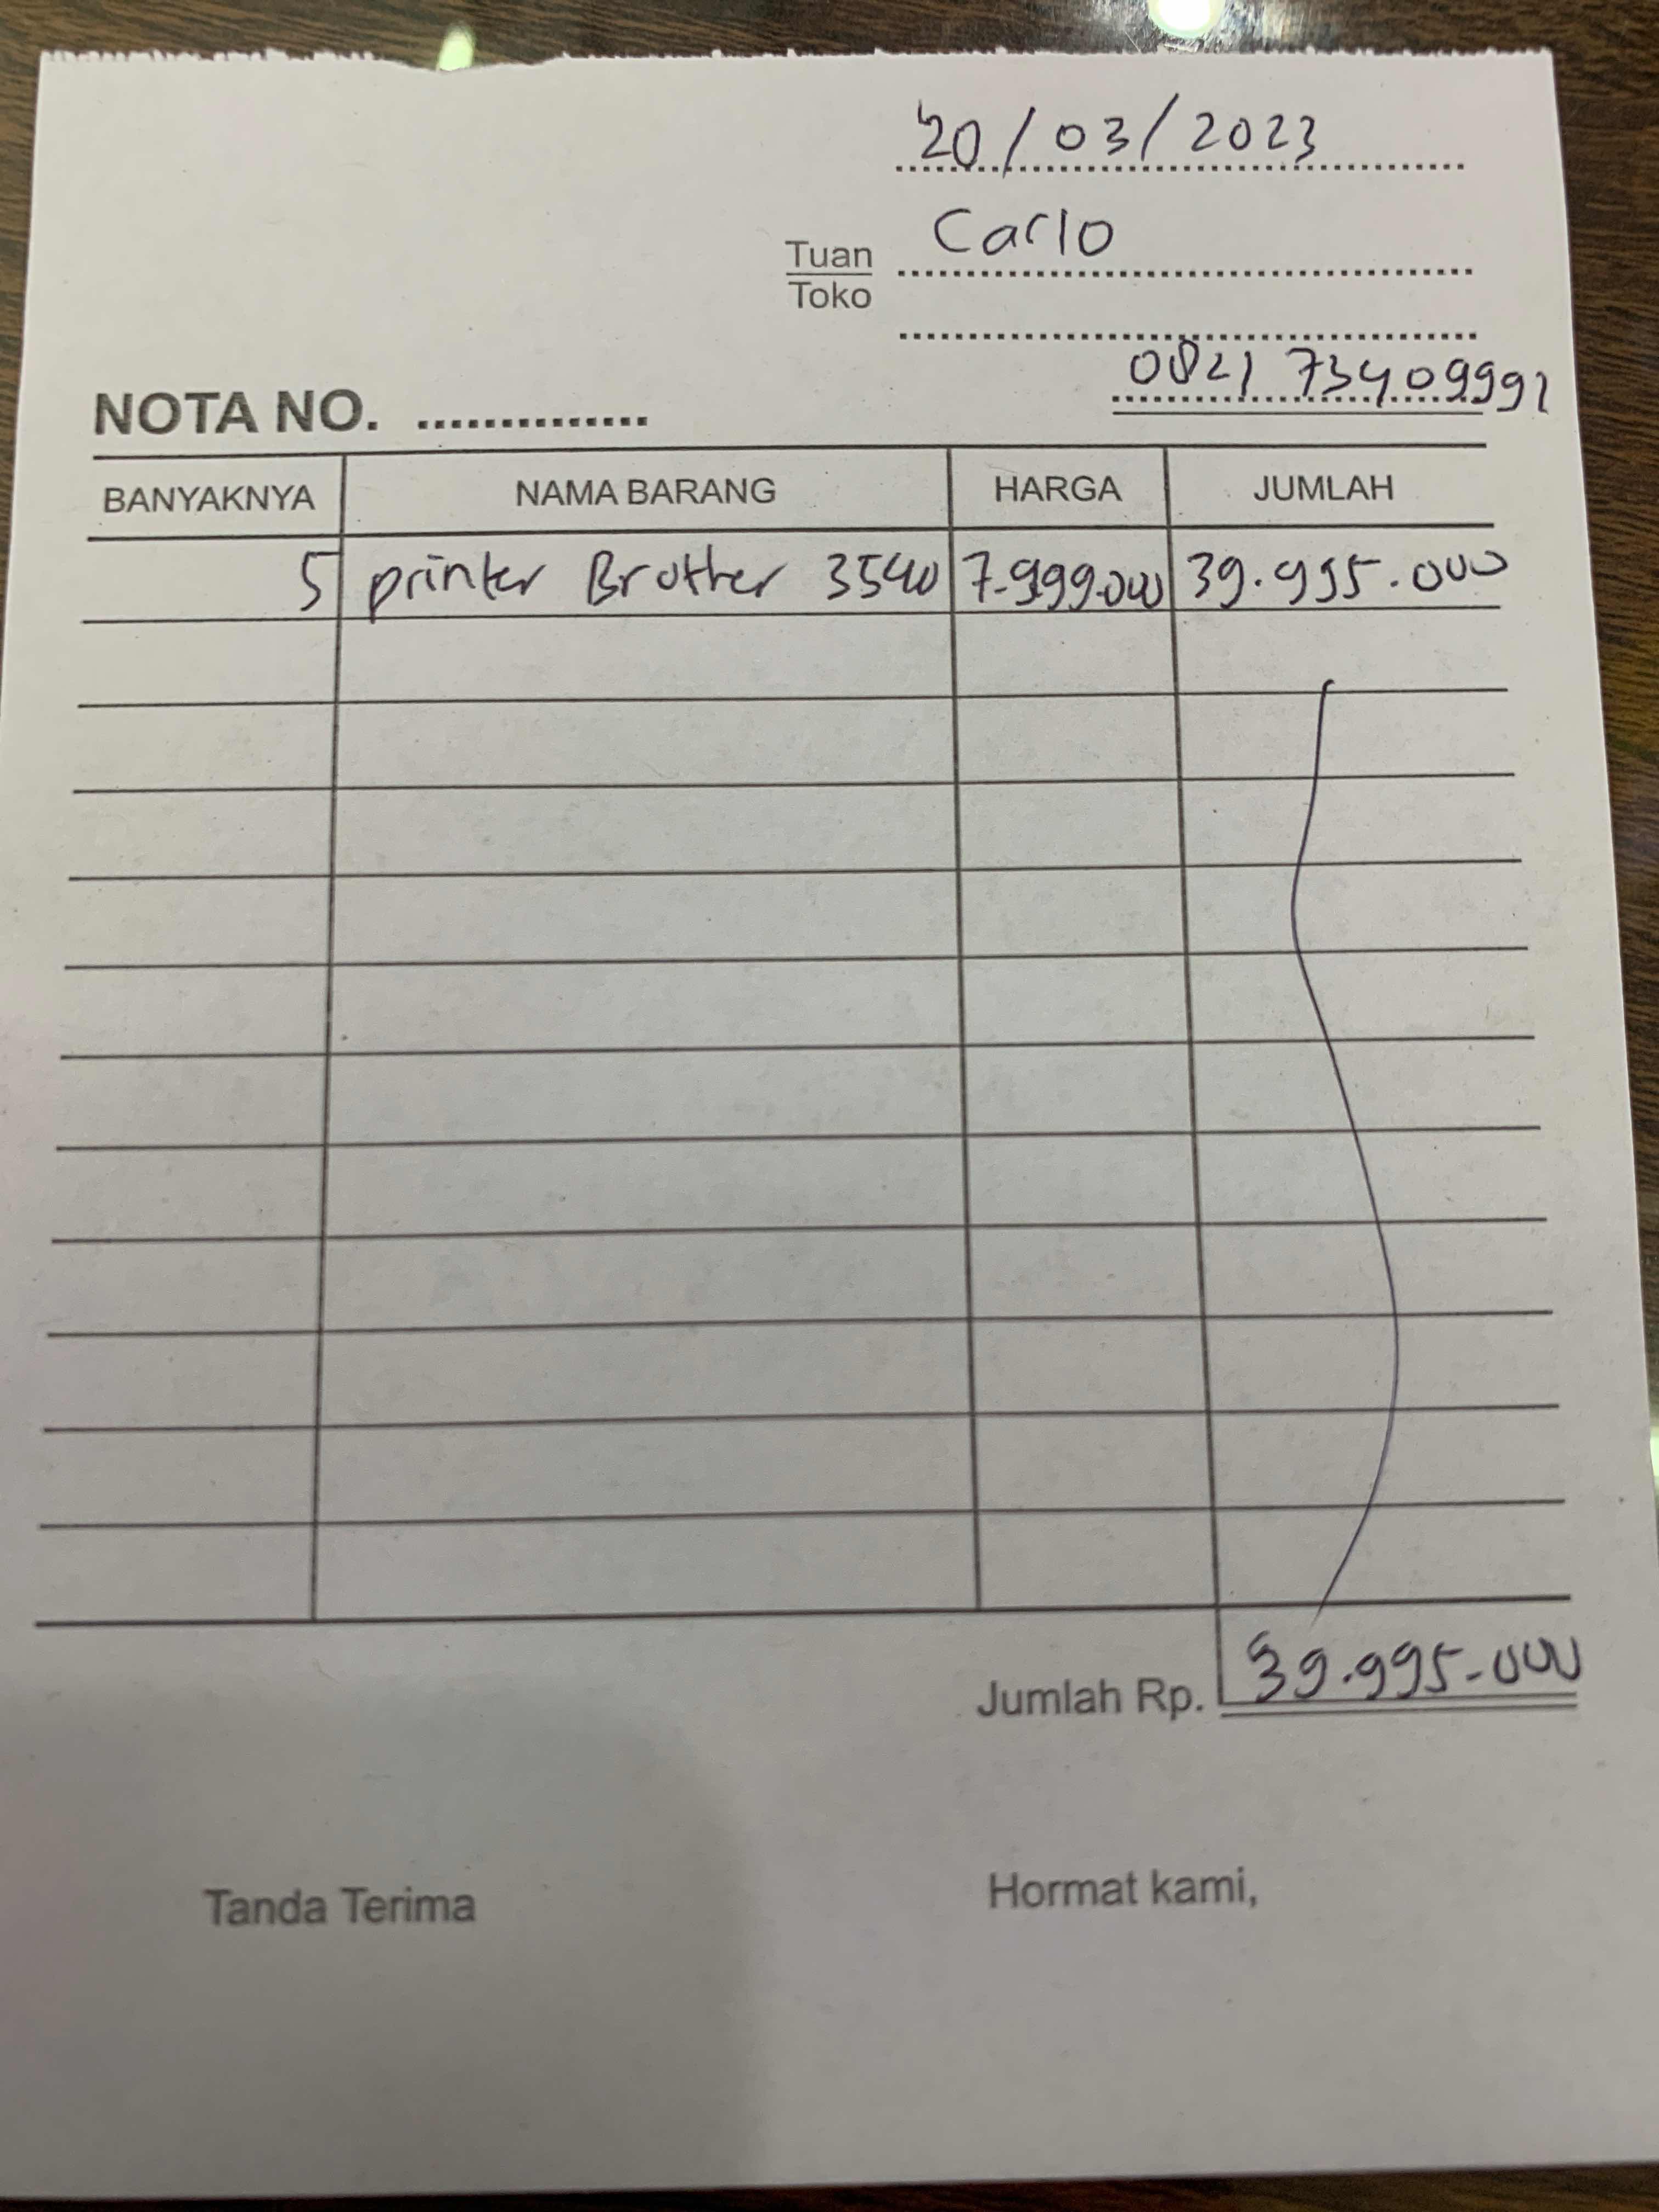 20/03/2023
Tuan Carlo
Toko
0821 73409992
NOTA NO. ..............
BANYAKNYA NAMA BARANG HARGA JUMLAH
5 printer Brother 3540 7.999.000 39.995.000
Jumlah Rp. 39.995.000
Tanda Terima Hormat kami,